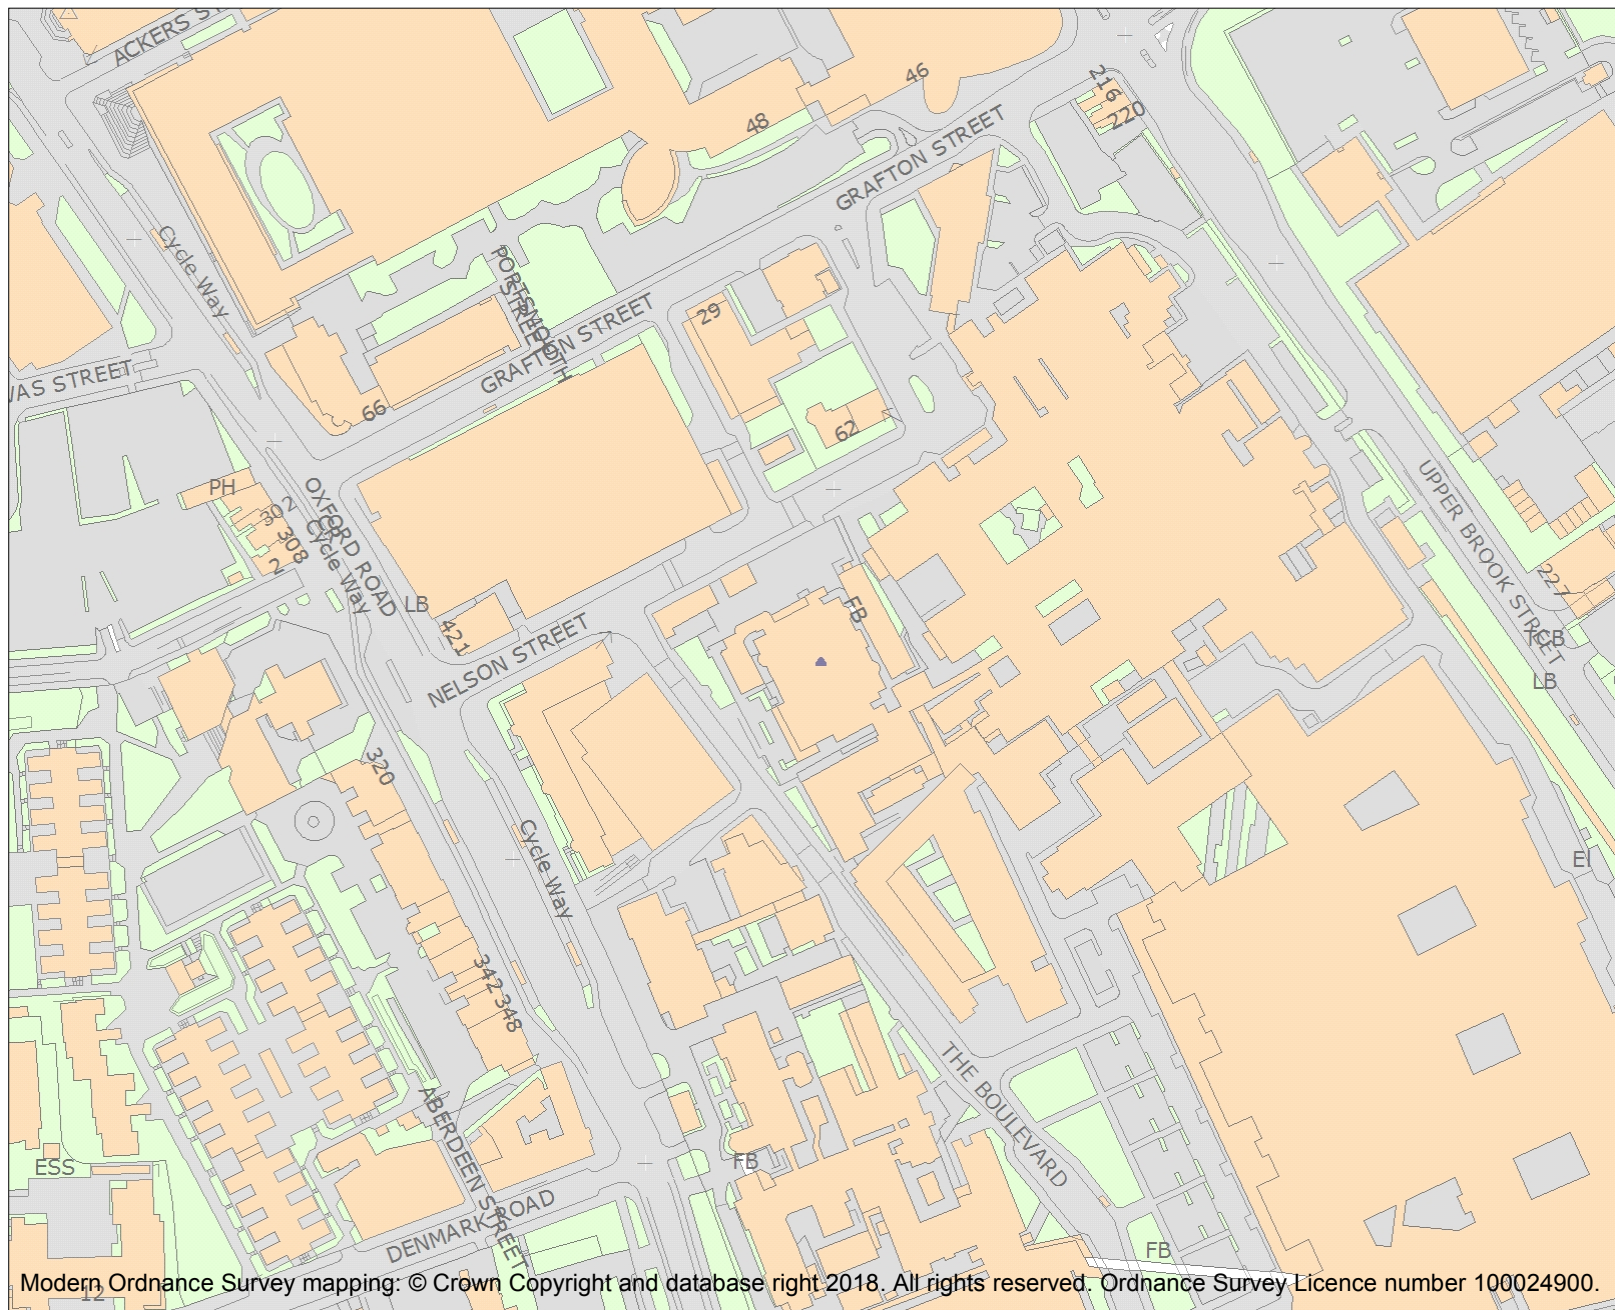 ACKERS ST
46
216
220
48
GRAFTON STREET
Cycle Way
PORTSMOUTH
STREET
29
GRAFTON STREET
VAS STREET
66
62
PH
302
308
2
OXFORD ROAD
Cycle Way
UPPER BROOK STREET
227
LB
421
FB
NELSON STREET
TCB
LB
320
Cycle Way
EI
342
348
THE BOULEVARD
ABERDEEN STREET
ESS
FB
DENMARK ROAD
FB
12
Modern Ordnance Survey mapping: © Crown Copyright and database right 2018. All rights reserved. Ordnance Survey Licence number 100024900.